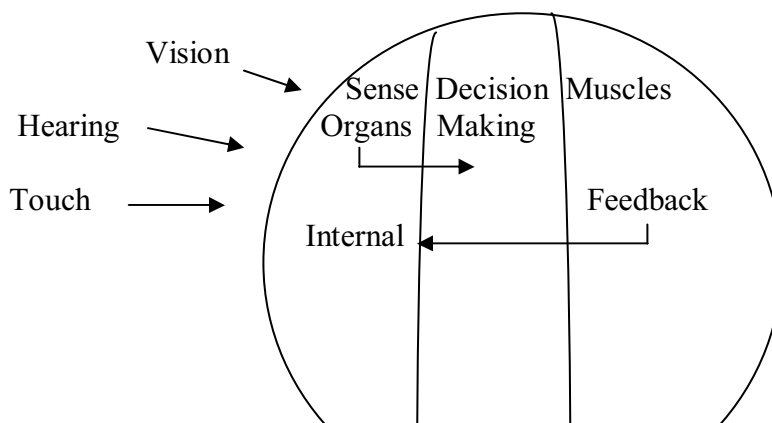 Vision
Sense Decision Muscles
Hearing Organs Making
Touch Feedback
Internal